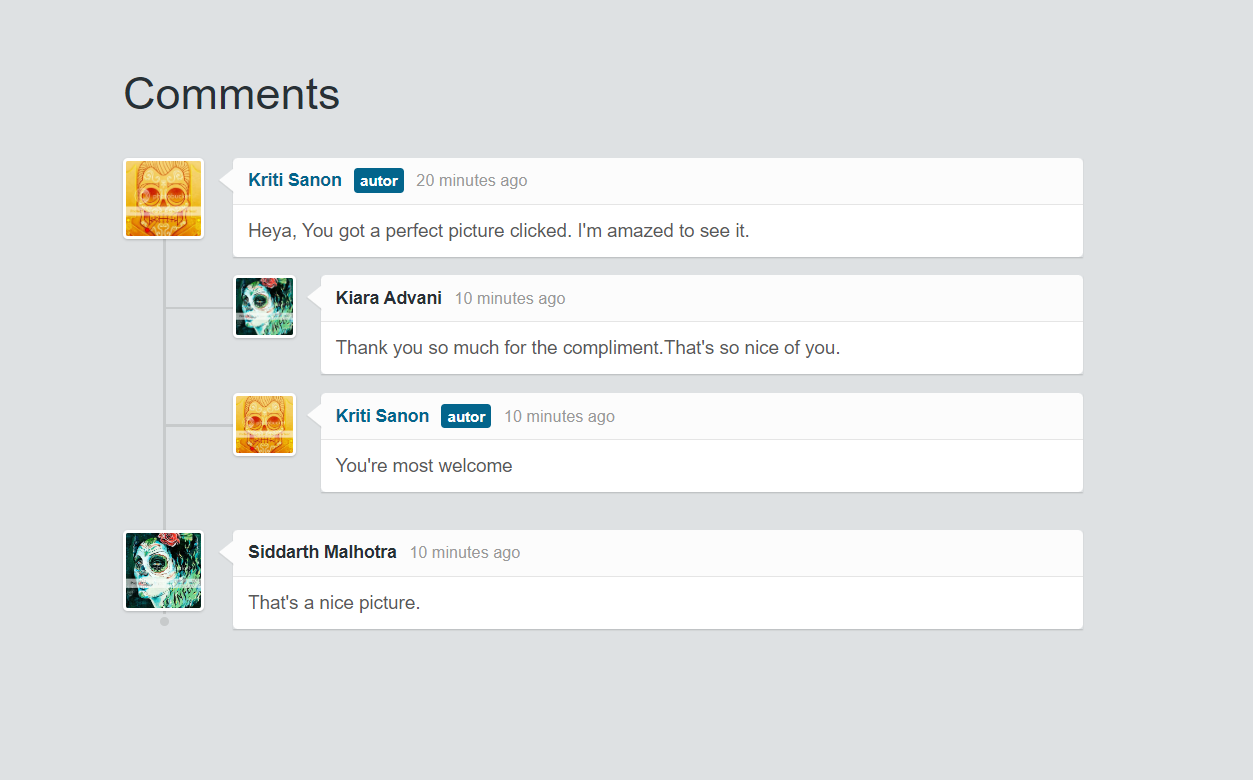 Comments
Kriti Sanon autor 20 minutes ago
Heya, You got a perfect picture clicked. I'm amazed to see it.
Kiara Advani 10 minutes ago
Thank you so much for the compliment.That's so nice of you.
Kriti Sanon autor 10 minutes ago
You're most welcome
Siddarth Malhotra 10 minutes ago
That's a nice picture.